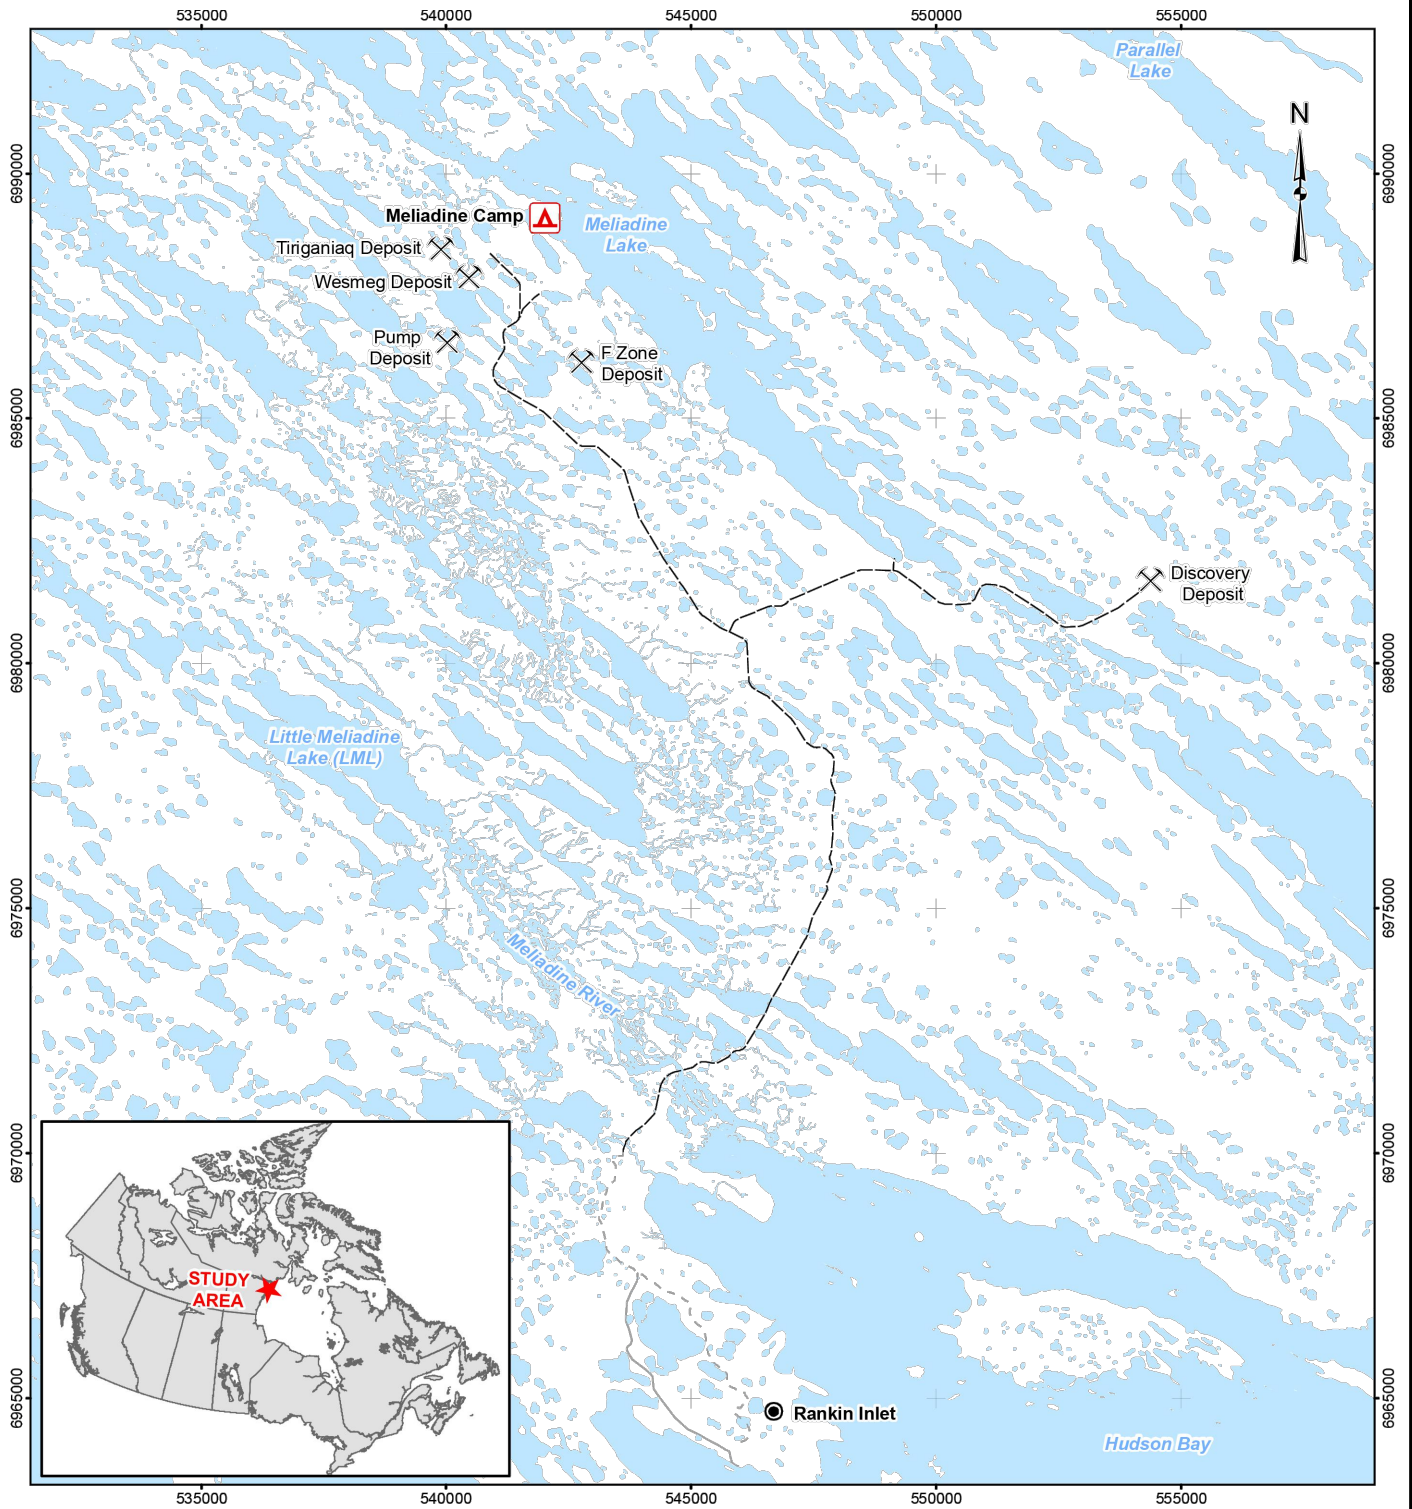 535000
540000
545000
550000
555000
Parallel
Lake
N
6990000
6990000
Meliadine Camp
Meliadine
Lake
Tiriganiaq Deposit
Wesmeg Deposit
Pump
Deposit
F Zone
Deposit
6985000
6985000
Discovery
Deposit
6980000
6980000
Little Meliadine
Lake (LML)
6975000
6975000
Meliadine River
6970000
6970000
STUDY
AREA
6965000
6965000
Rankin Inlet
Hudson Bay
535000
540000
545000
550000
555000